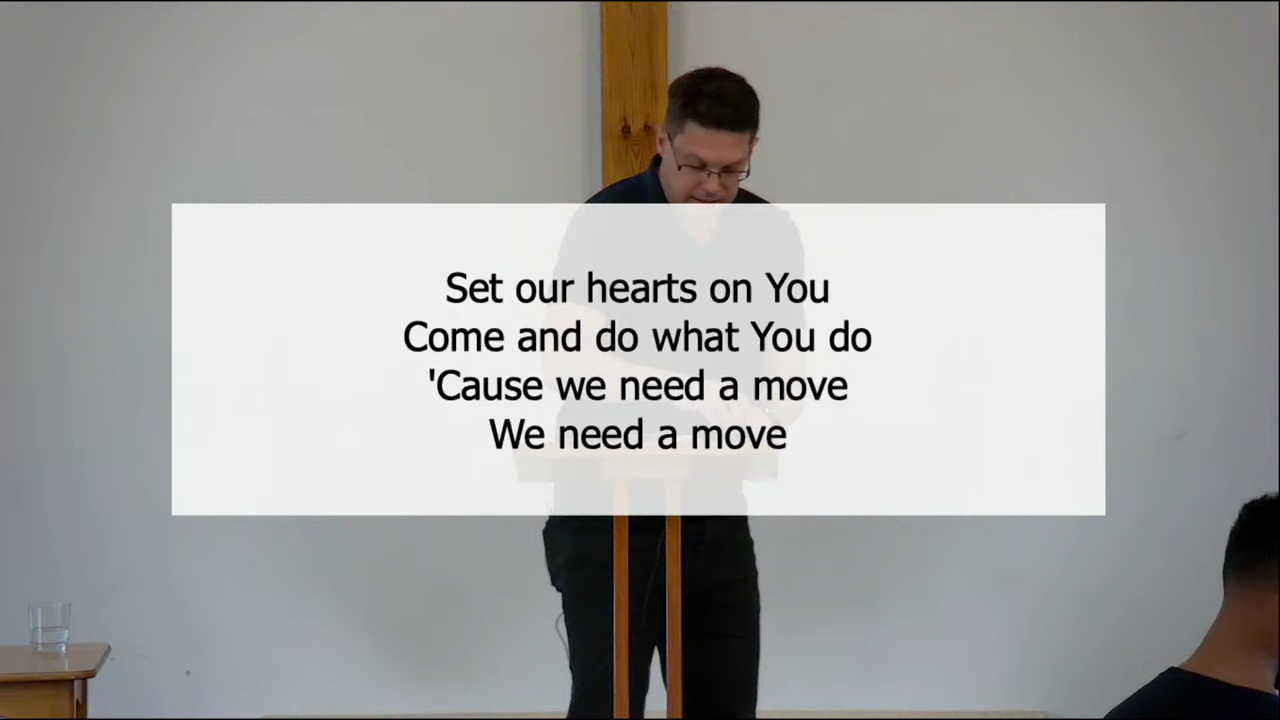 Set our hearts on You
Come and do what You do
'Cause we need a move
We need a move